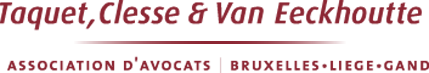 Taquet, Clesse & Van Eeckhoutte
ASSOCIATION D'AVOCATS | BRUXELLES•LIEGE•GAND